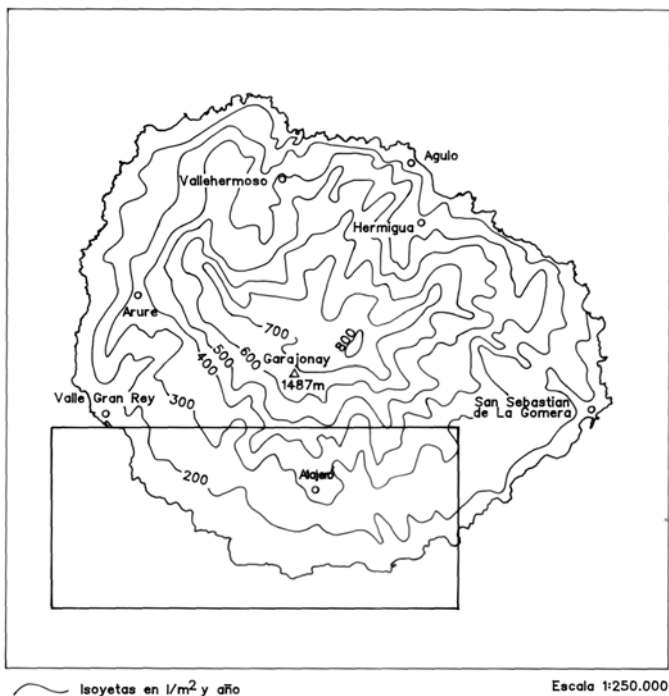 Agulo
Vallehermoso
Hermigua
Arure
700
800
600
500
400
Garajonay
1487m
300
Valle Gran Rey
San Sebastian
de La Gomera
200
Alajero
Isoyetas en l/m² y año
Escala 1:250.000